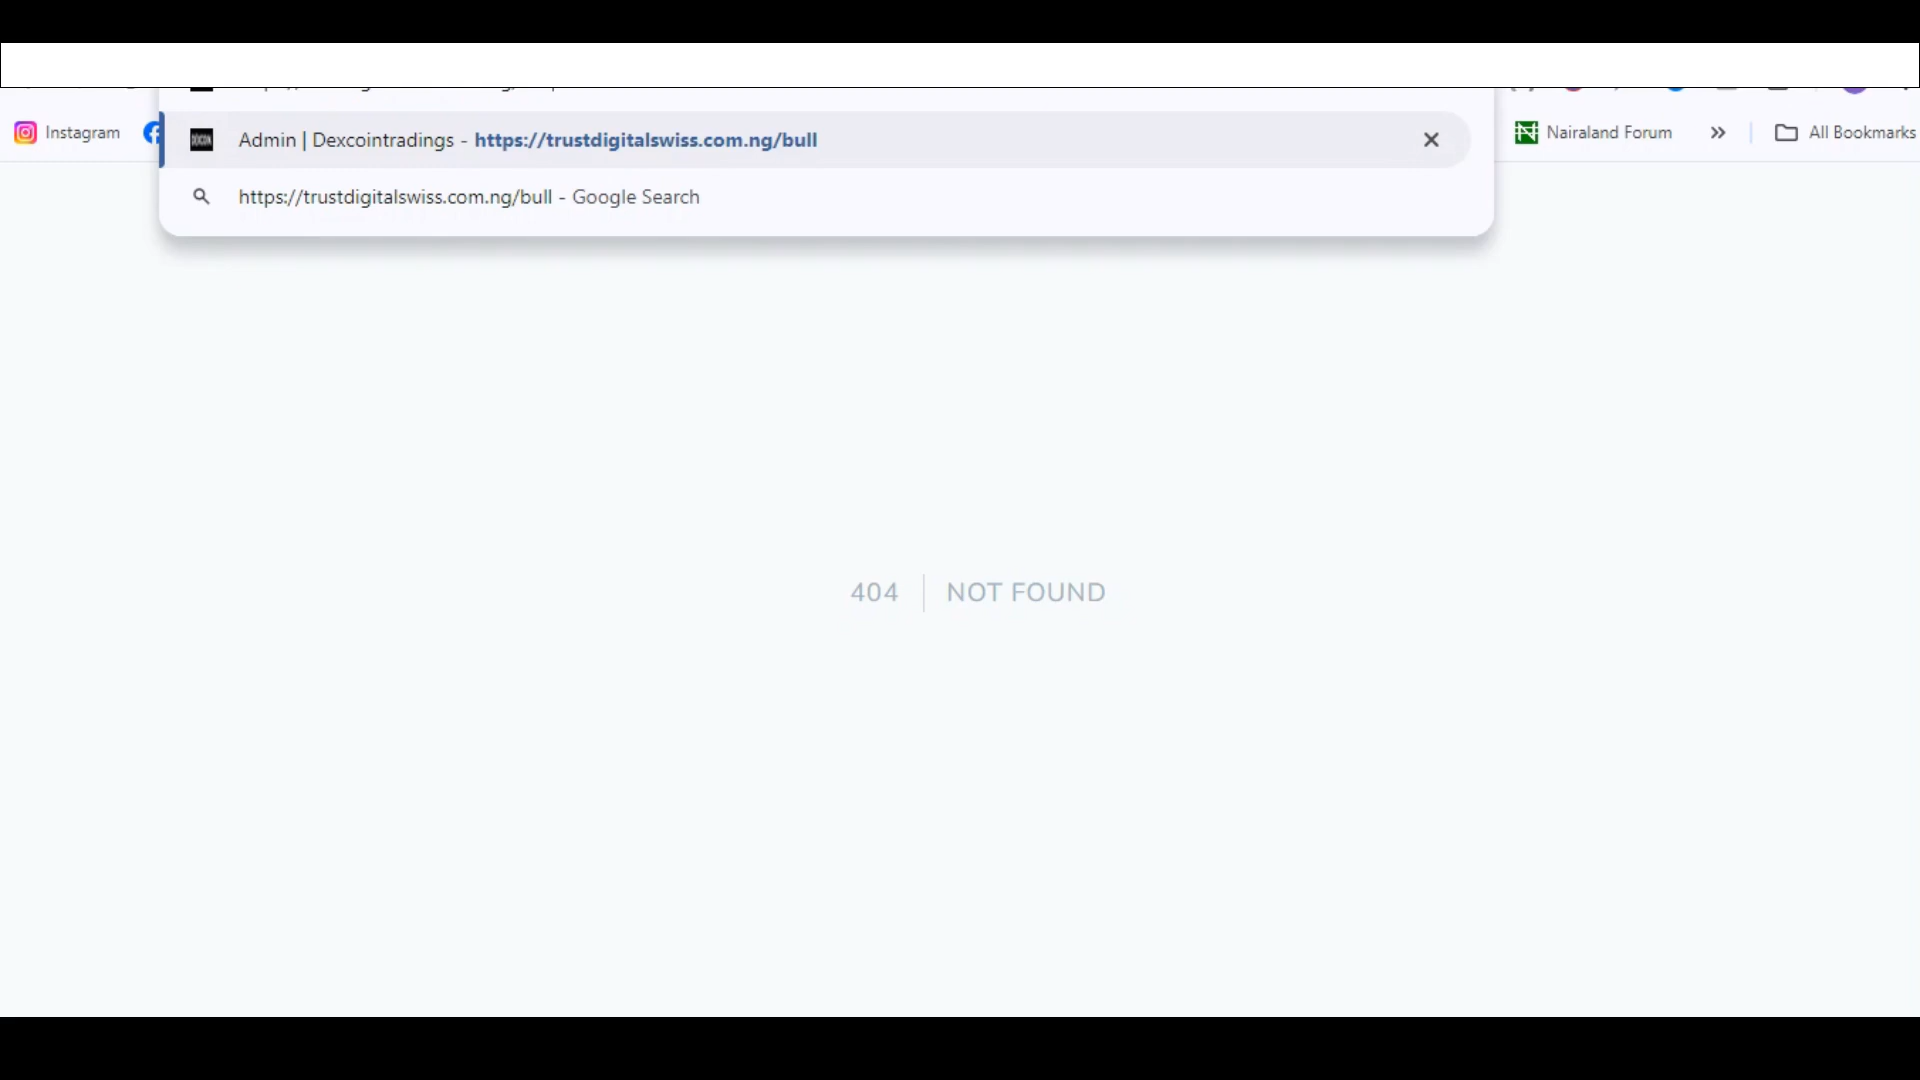 Instagram
Admin | Dexcointradings - https://trustdigitalswiss.com.ng/bull
Nairaland Forum
All Bookmarks
https://trustdigitalswiss.com.ng/bull - Google Search
404 NOT FOUND